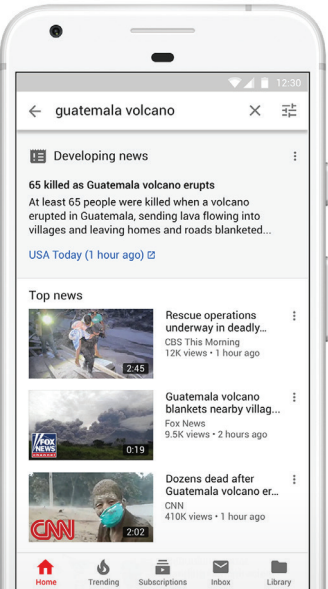 12:30
guatemala volcano
Developing news
65 killed as Guatemala volcano erupts
At least 65 people were killed when a volcano
erupted in Guatemala, sending lava flowing into
villages and leaving homes and roads blanketed...
USA Today (1 hour ago)
Top news
Rescue operations
underway in deadly...
CBS This Morning
12K views • 1 hour ago
2:45
Guatemala volcano
blankets nearby villag...
Fox News
9.5K views • 2 hours ago
FOX
NEWS
channel
0:19
Dozens dead after
Guatemala volcano er...
CNN
410K views • 1 hour ago
CNN
2:02
Home
Trending
Subscriptions
Inbox
Library